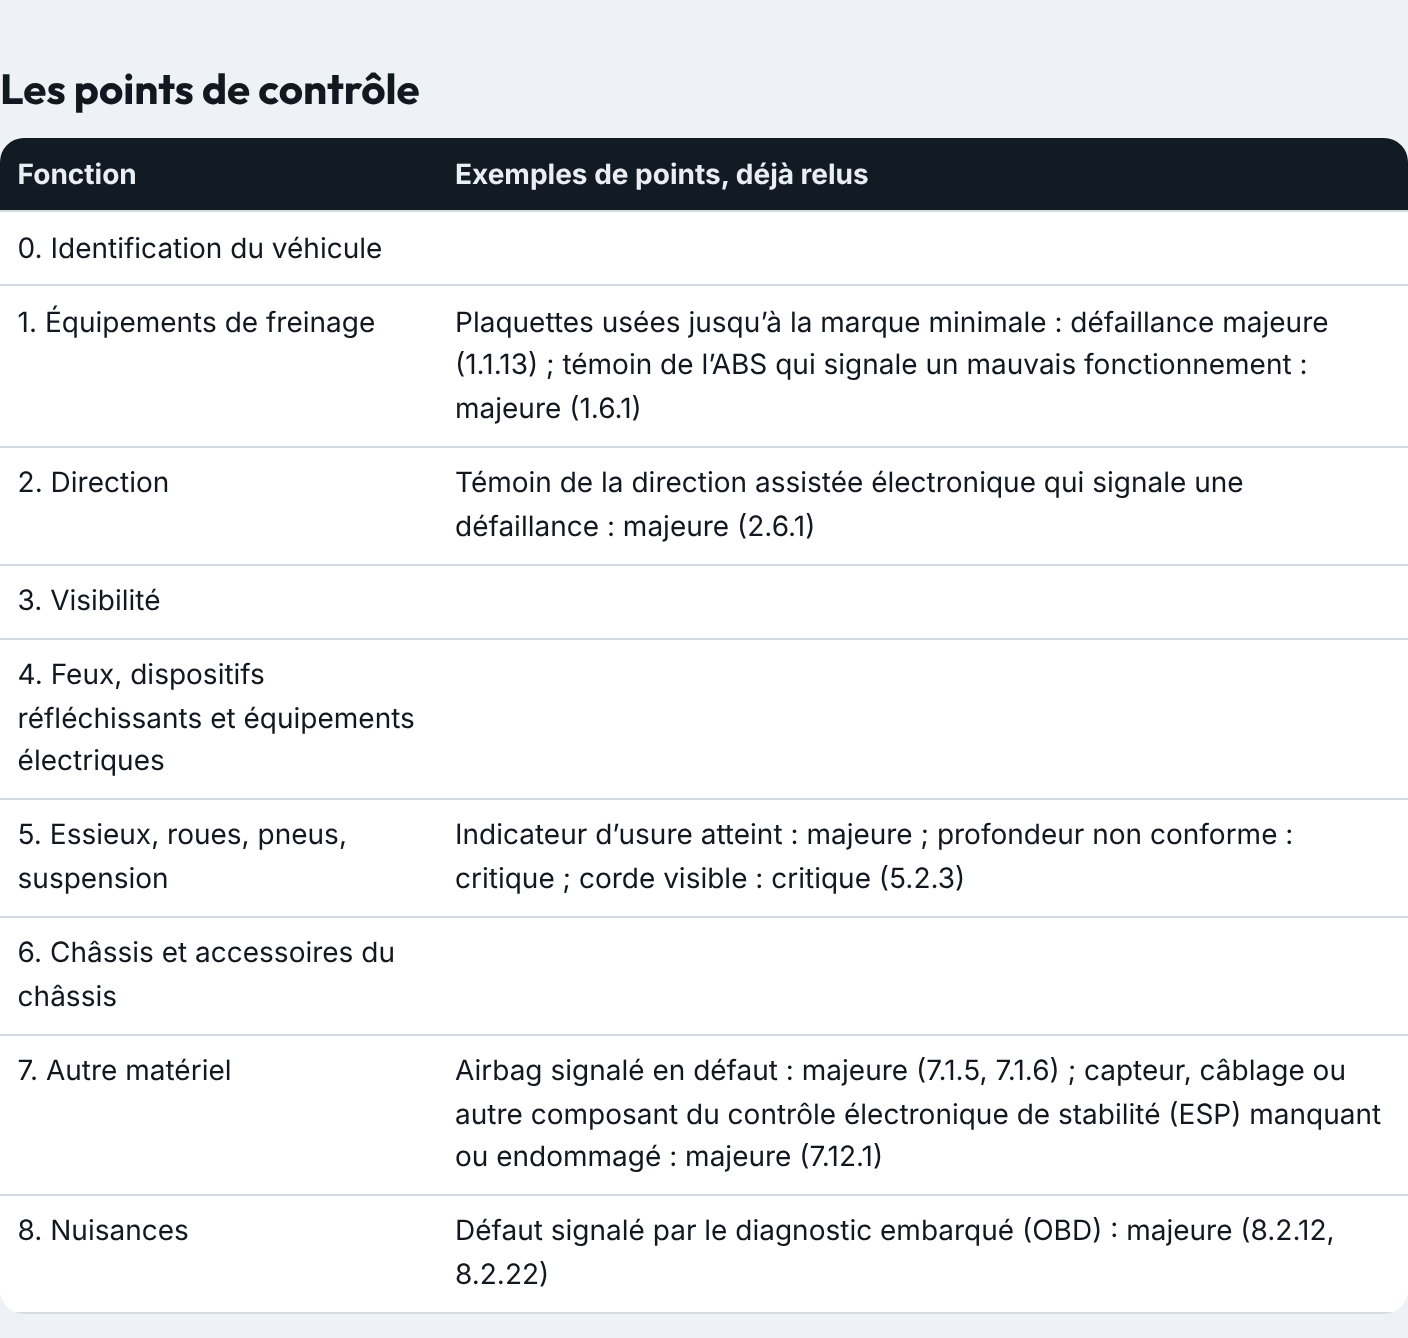 Les points de contrôle
Fonction
Exemples de points, déjà relus
0. Identification du véhicule
1. Équipements de freinage
Plaquettes usées jusqu’à la marque minimale : défaillance majeure
(1.1.13) ; témoin de l’ABS qui signale un mauvais fonctionnement :
majeure (1.6.1)
2. Direction
Témoin de la direction assistée électronique qui signale une
défaillance : majeure (2.6.1)
3. Visibilité
4. Feux, dispositifs
réfléchissants et équipements
électriques
5. Essieux, roues, pneus,
suspension
Indicateur d’usure atteint : majeure ; profondeur non conforme :
critique ; corde visible : critique (5.2.3)
6. Châssis et accessoires du
châssis
7. Autre matériel
Airbag signalé en défaut : majeure (7.1.5, 7.1.6) ; capteur, câblage ou
autre composant du contrôle électronique de stabilité (ESP) manquant
ou endommagé : majeure (7.12.1)
8. Nuisances
Défaut signalé par le diagnostic embarqué (OBD) : majeure (8.2.12,
8.2.22)